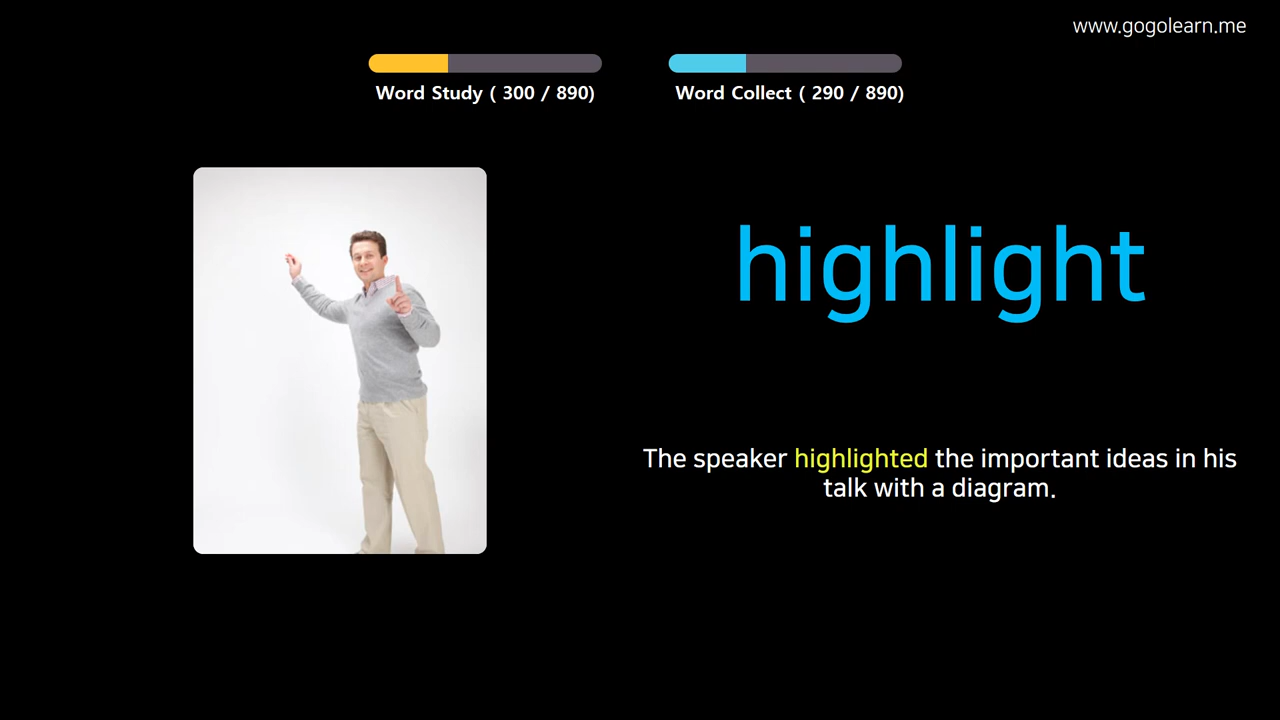 www.gogolearn.me
Word Study ( 300 / 890)
Word Collect ( 290 / 890)
highlight
The speaker highlighted the important ideas in his
talk with a diagram.